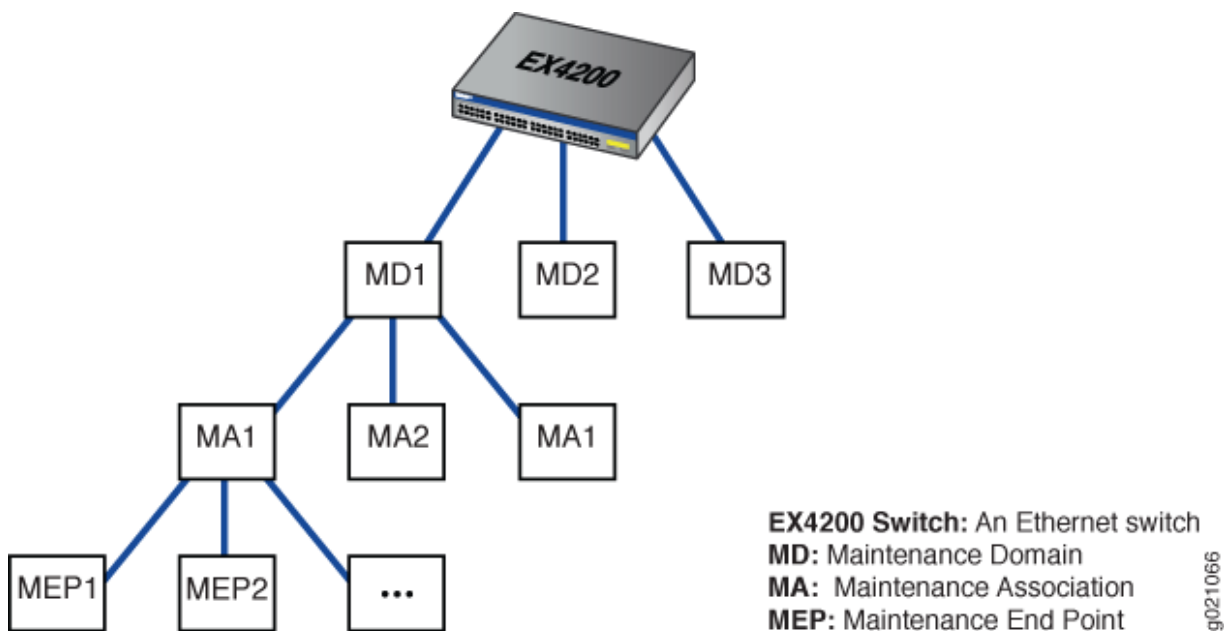 EX4200
MD1
MD2
MD3
MA1
MA2
MA1
MEP1
MEP2
•••
EX4200 Switch: An Ethernet switch
MD: Maintenance Domain
MA: Maintenance Association
MEP: Maintenance End Point
g021066